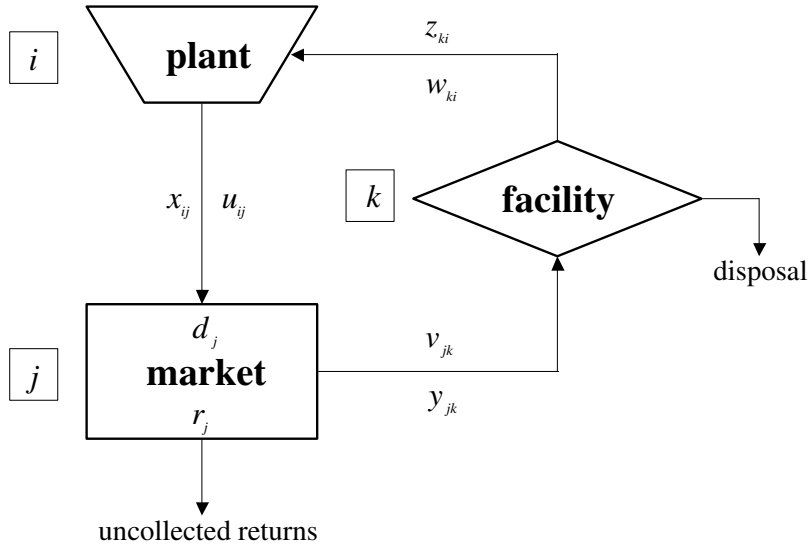 z_ki
i
plant
w_ki
x_ij u_ij
k
facility
disposal
d_j
v_jk
j
market
r_j
y_jk
uncollected returns